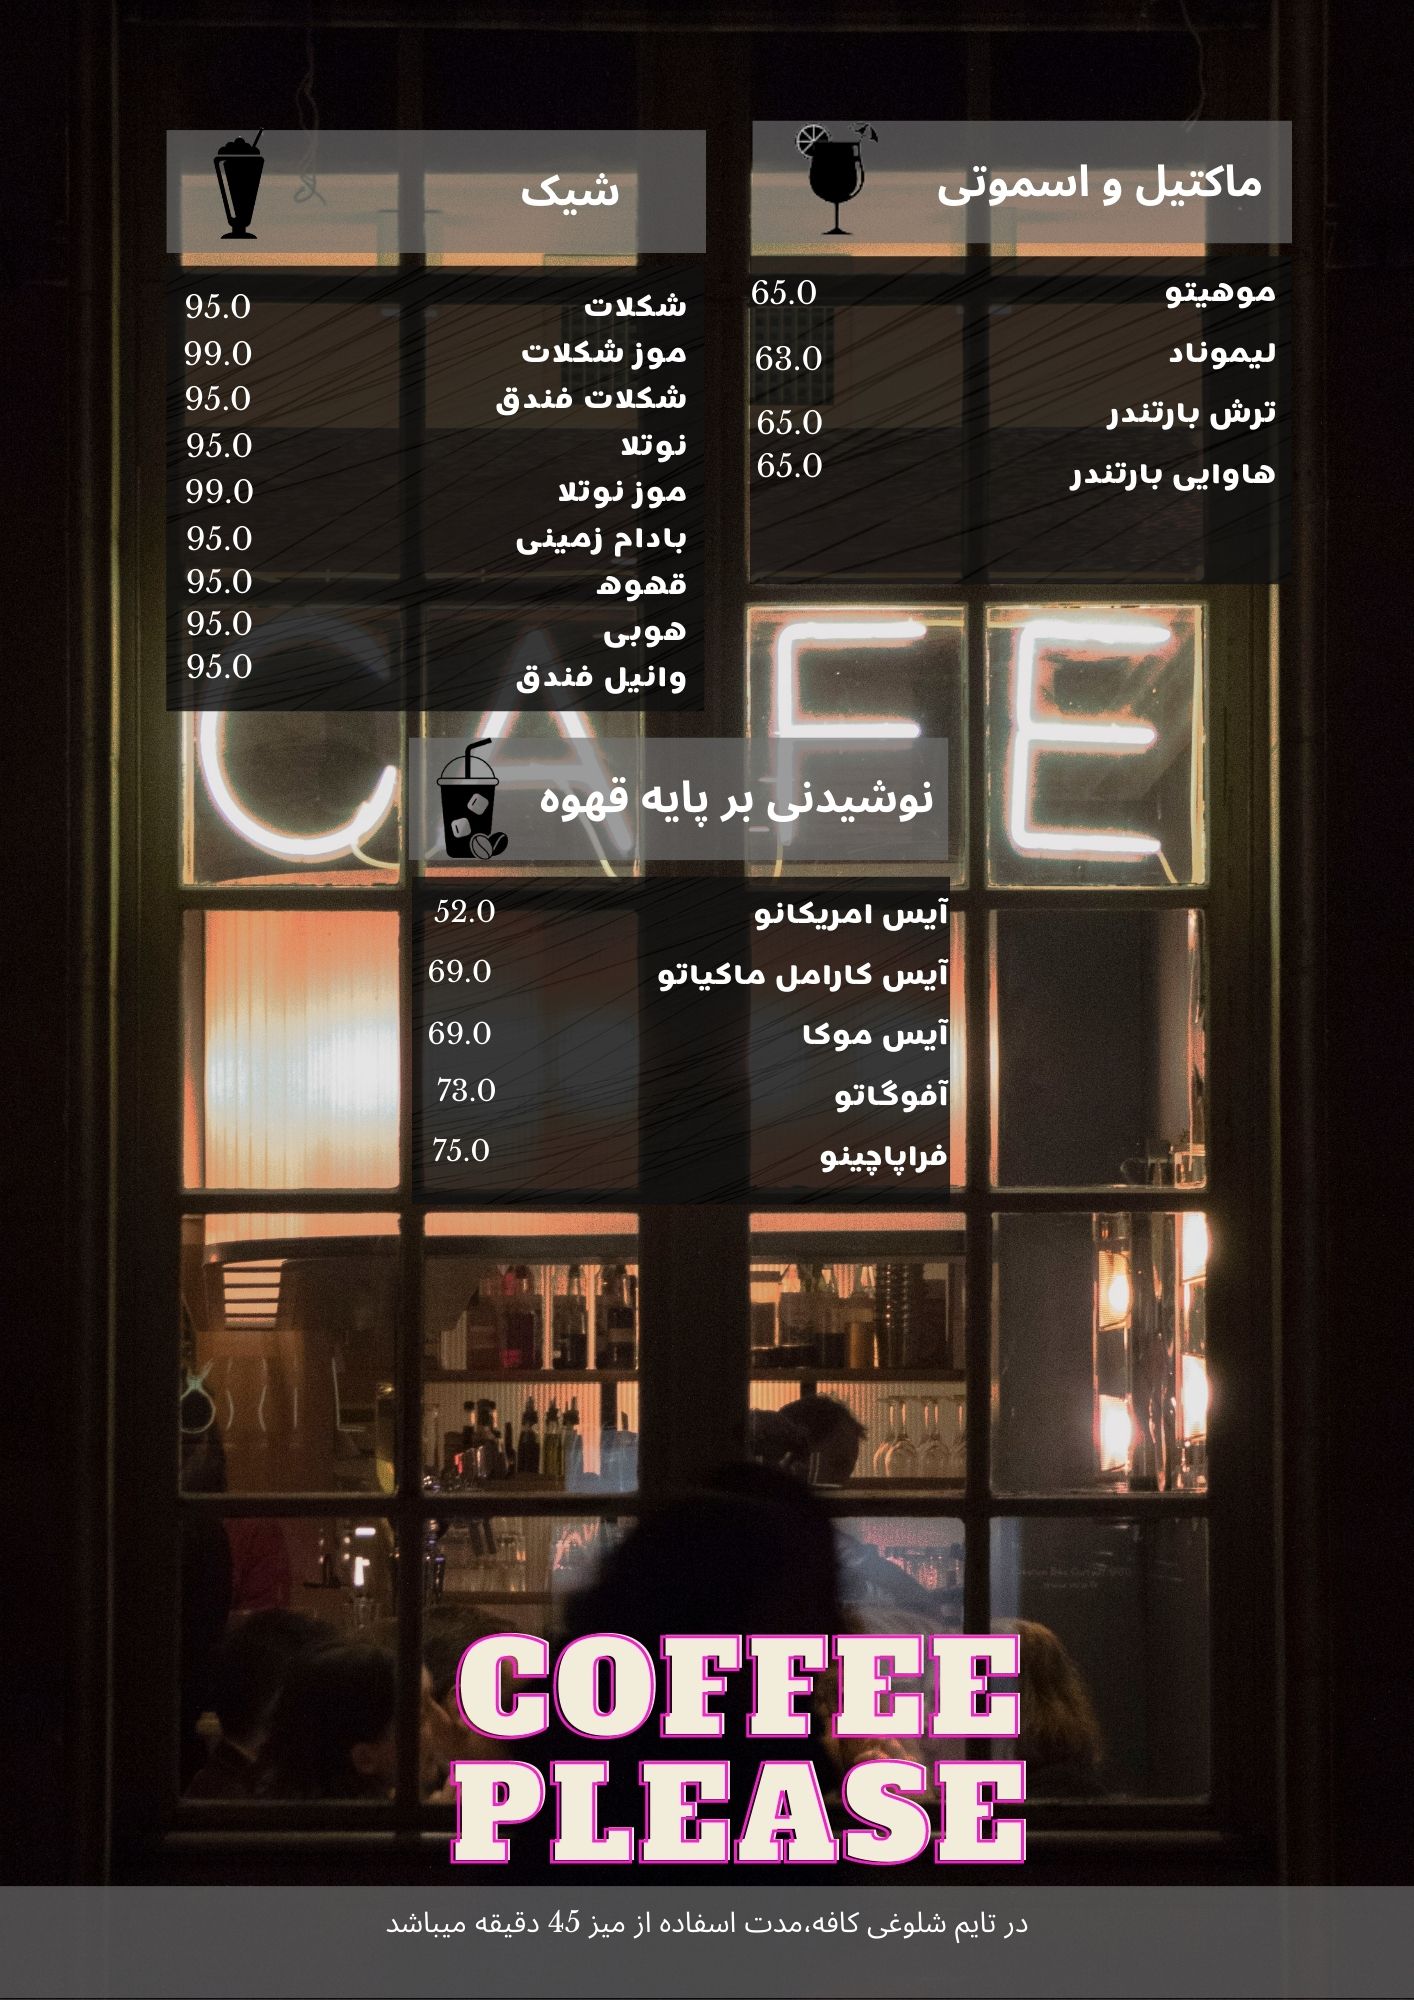 ماکتیل و اسموتی
موهیتو 65.0
لیموناد 63.0
ترش بارتندر 65.0
هاوایی بارتندر 65.0
شیک
شکلات 95.0
موز شکلات 99.0
شکلات فندق 95.0
نوتلا 95.0
موز نوتلا 99.0
بادام زمینی 95.0
قهوه 95.0
هوبی 95.0
وانیل فندق 95.0
CAFE
نوشیدنی بر پایه قهوه
آیس امریکانو 52.0
آیس کارامل ماکیاتو 69.0
آیس موکا 69.0
آفوگاتو 73.0
فراپاچینو 75.0
COFFEE
PLEASE
در تایم شلوغی کافه،مدت اسفاده از میز 45 دقیقه میباشد